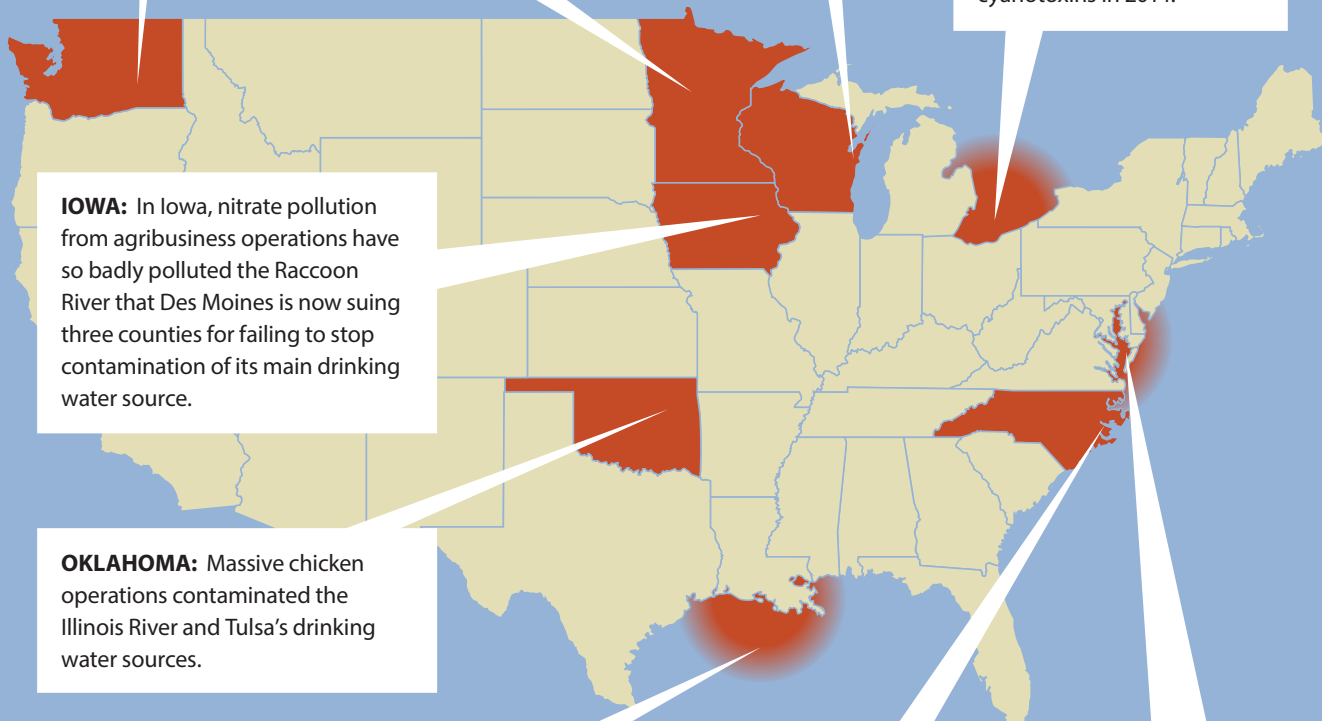 IOWA: In Iowa, nitrate pollution
from agribusiness operations have
so badly polluted the Raccoon
River that Des Moines is now suing
three counties for failing to stop
contamination of its main drinking
water source.
OKLAHOMA: Massive chicken
operations contaminated the
Illinois River and Tulsa’s drinking
water sources.